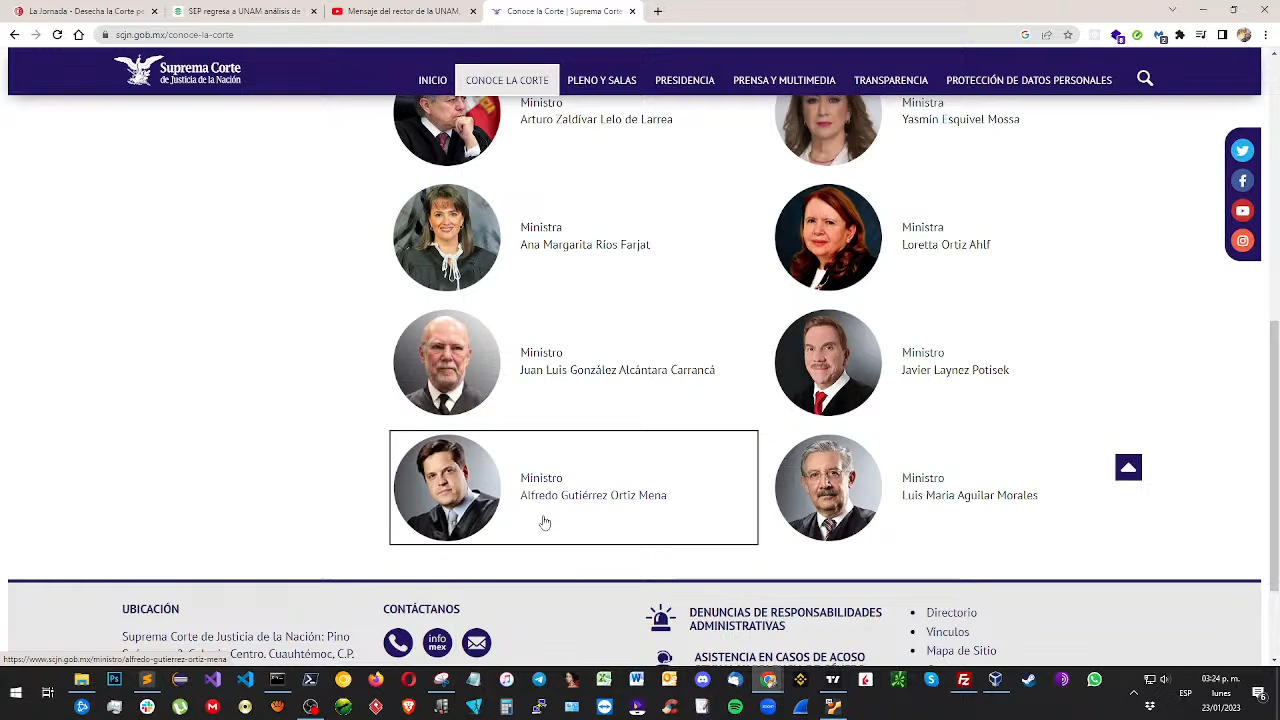 La Jornada - Desecha la Corte p
SEP regresa a UNAM análisis de
Mensaje del rector de la UNAM,
Conoce la Corte | Suprema Corte
scjn.gob.mx/conoce-la-corte
Suprema Corte
de Justicia de la Nación
INICIO CONOCE LA CORTE PLENO Y SALAS PRESIDENCIA PRENSA Y MULTIMEDIA TRANSPARENCIA PROTECCIÓN DE DATOS PERSONALES
Ministro
Arturo Zaldívar Lelo de Larrea
Ministra
Yasmín Esquivel Mossa
Ministra
Ana Margarita Ríos Farjat
Ministra
Loretta Ortiz Ahlf
Ministro
Juan Luis González Alcántara Carrancá
Ministro
Javier Laynez Potisek
Ministro
Alfredo Gutiérrez Ortiz Mena
Ministro
Luis María Aguilar Morales
UBICACIÓN
Suprema Corte de Justicia de la Nación: Pino
Centro. Cuauhtémoc, C.P.
CONTÁCTANOS
info
mex
DENUNCIAS DE RESPONSABILIDADES
ADMINISTRATIVAS
ASISTENCIA EN CASOS DE ACOSO
Directorio
Vínculos
Mapa de Sitio
https://www.scjn.gob.mx/ministro/alfredo-gutierrez-ortiz-mena
03:24 p. m.
ESP
lunes
23/01/2023